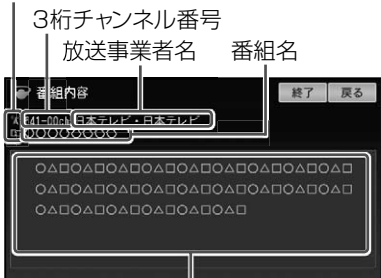 3桁チャンネル番号
放送事業者名 番組名
番組内容 終了 戻る
041-00ch 日本テレビ・日本テレビ
○○○○○○○○
○△□○△□○△□○△□○△□○△□○△□○△□
○△□○△□○△□○△□○△□○△□○△□○△□
○△□○△□○△□○△□○△□○△□